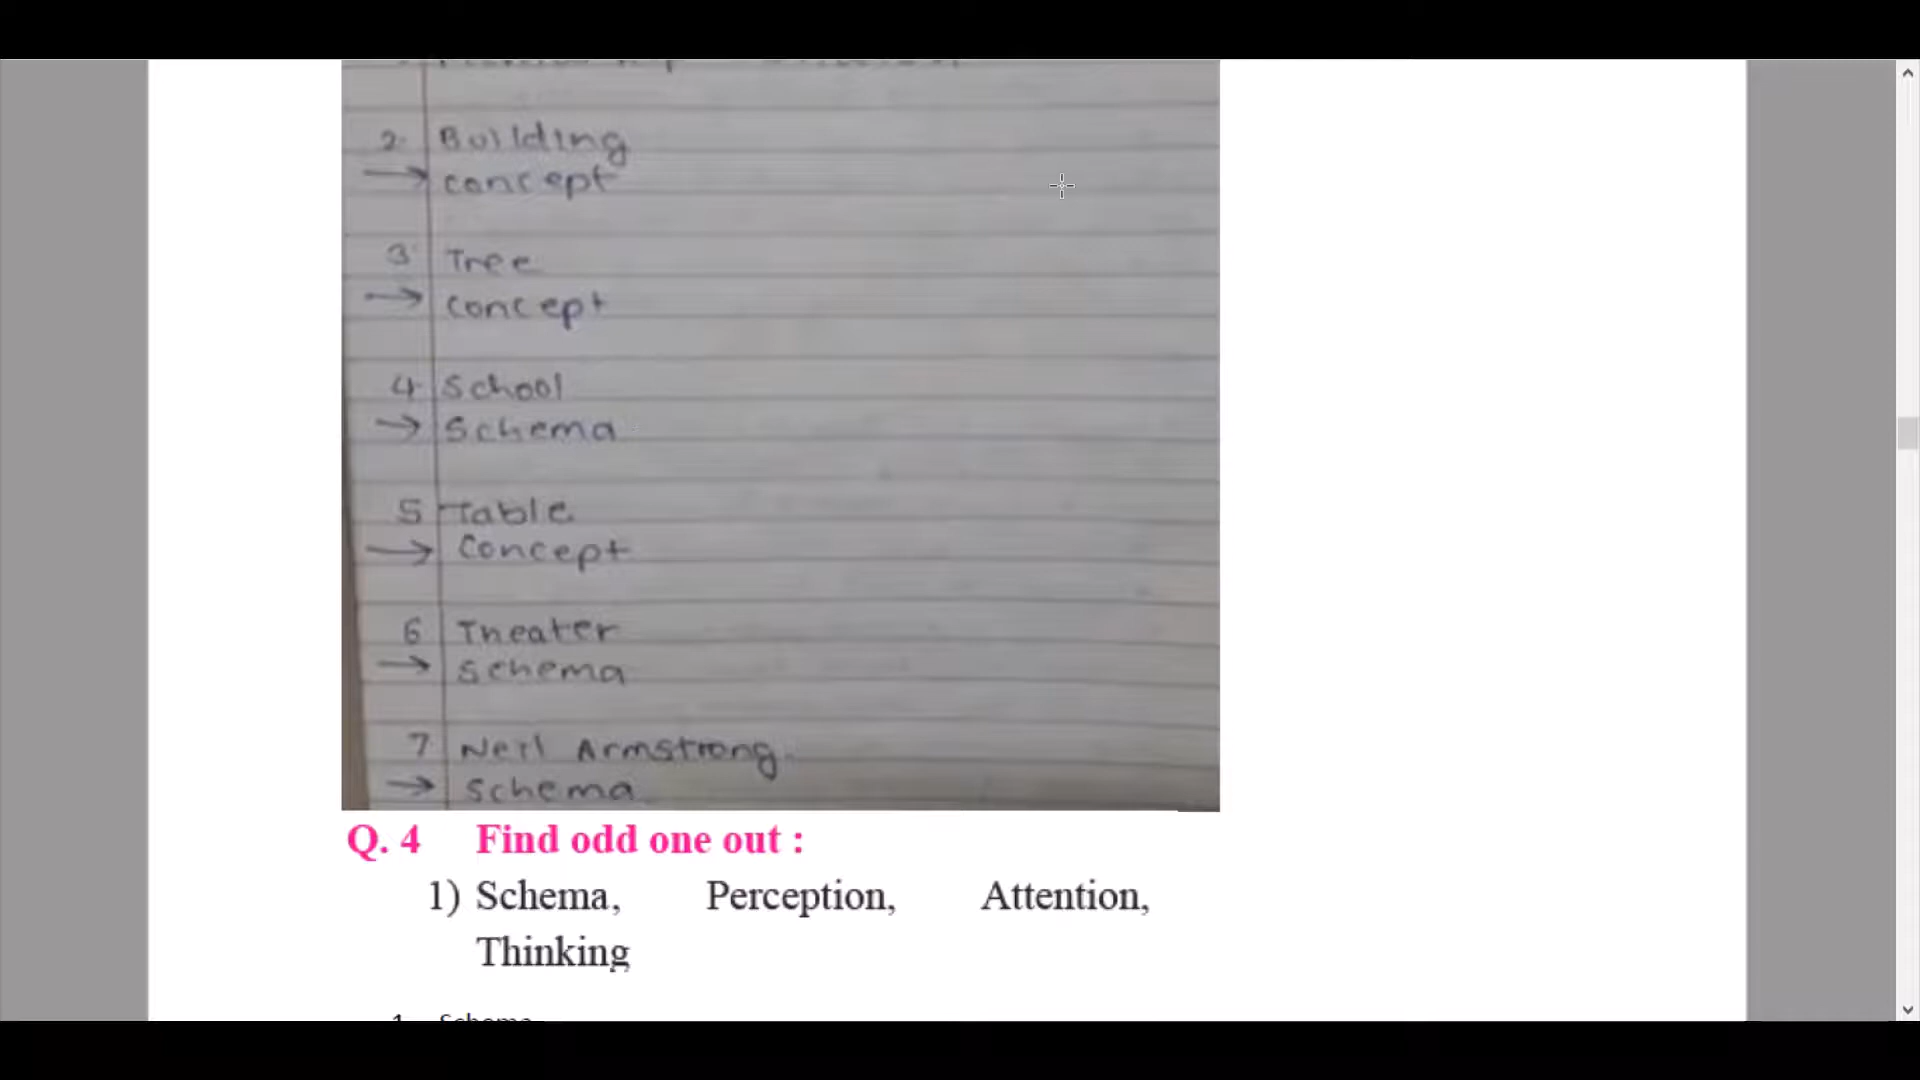 2. Building
→ concept
3. Tree
→ concept
4. School
→ Schema
5 Table
→ Concept
6 Theater
→ schema
7 Neil Armstrong.
→ schema
Q. 4 Find odd one out :
1) Schema, Perception, Attention,
Thinking